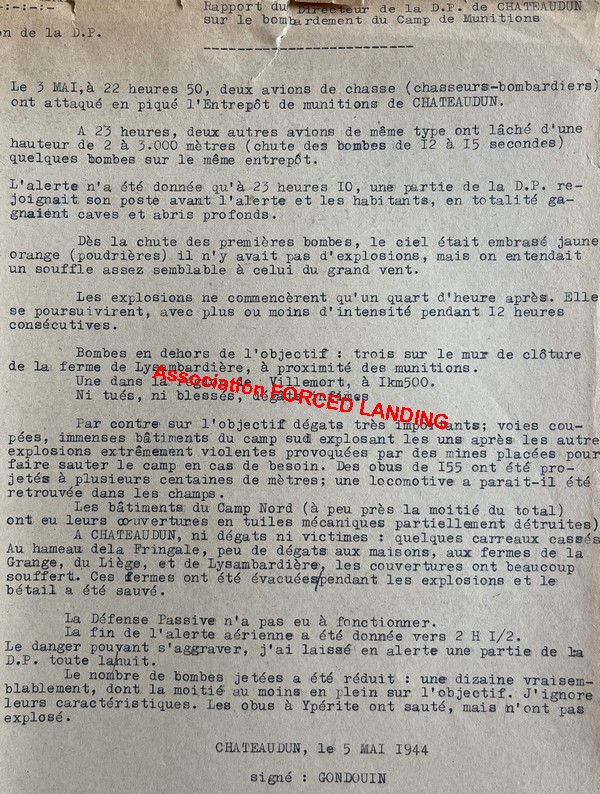 -:-:-:-:- Rapport du Directeur de la D.P. de CHATEAUDUN
sur le bombardement du Camp de Munitions
on de la D.P.
Le 3 MAI,à 22 heures 50, deux avions de chasse (chasseurs-bombardiers)
ont attaqué en piqué l'Entrepôt de munitions de CHATEAUDUN.
A 23 heures, deux autres avions de même type ont lâché d'une
hauteur de 2 à 3.000 mètres (chute des bombes de I2 à I5 secondes)
quelques bombes sur le même entrepôt.
L'alerte n'a été donnée qu'à 23 heures IO, une partie de la D.P. re-
joignait son poste avant l'alerte et les habitants, en totalité ga-
gnaient caves et abris profonds.
Dès la chute des premières bombes, le ciel était embrasé jaune
orange (poudrières) il n'y avait pas d'explosions, mais on entendait
un souffle assez semblable à celui du grand vent.
Les explosions ne commencèrent qu'un quart d'heure après. Elle
se poursuivirent, avec plus ou moins d'intensité pendant I2 heures
consécutives.
Bombes en dehors de l'objectif : trois sur le mur de clôture
de la ferme de Lysambardière, à proximité des munitions.
Une dans la de Villemort, à Ikm500.
Ni tués, ni blessés, dégâts infimes
Association FORCED LANDING
Par contre sur l'objectif dégats très importants; voies cou-
pées, immenses bâtiments du camp sud explosant les uns après les autre
explosions extrêmement violentes provoquées par des mines placées pour
faire sauter le camp en cas de besoin. Des obus de I55 ont été pro-
jetés à plusieurs centaines de mètres; une locomotive a parait-il été
retrouvée dans les champs.
Les bâtiments du Camp Nord (à peu près la moitié du total)
ont eu leurs couvertures en tuiles mécaniques partiellement détruites)
A CHATEAUDUN, ni dégats ni victimes : quelques carreaux cassés
Au hameau dela Fringale, peu de dégats aux maisons, aux fermes de la
Grange, du Liège, et de Lysambardière, les couvertures ont beaucoup
souffert. Ces fermes ont été évacuées/pendant les explosions et le
bétail a été sauvé.
La Défense Passive n'a pas eu à fonctionner.
La fin de l'alerte aérienne a été donnée vers 2 H I/2.
Le danger pouvant s'aggraver, j'ai laissé en alerte une partie de la
D.P. toute la/nuit.
Le nombre de bombes jetées a été réduit : une dizaine vraisem-
blablement, dont la moitié au moins en plein sur l'objectif. J'ignore
leurs caractéristiques. Les obus à Ypérite ont sauté, mais n'ont pas
explosé.
CHATEAUDUN, le 5 MAI 1944
signé : GONDOUIN